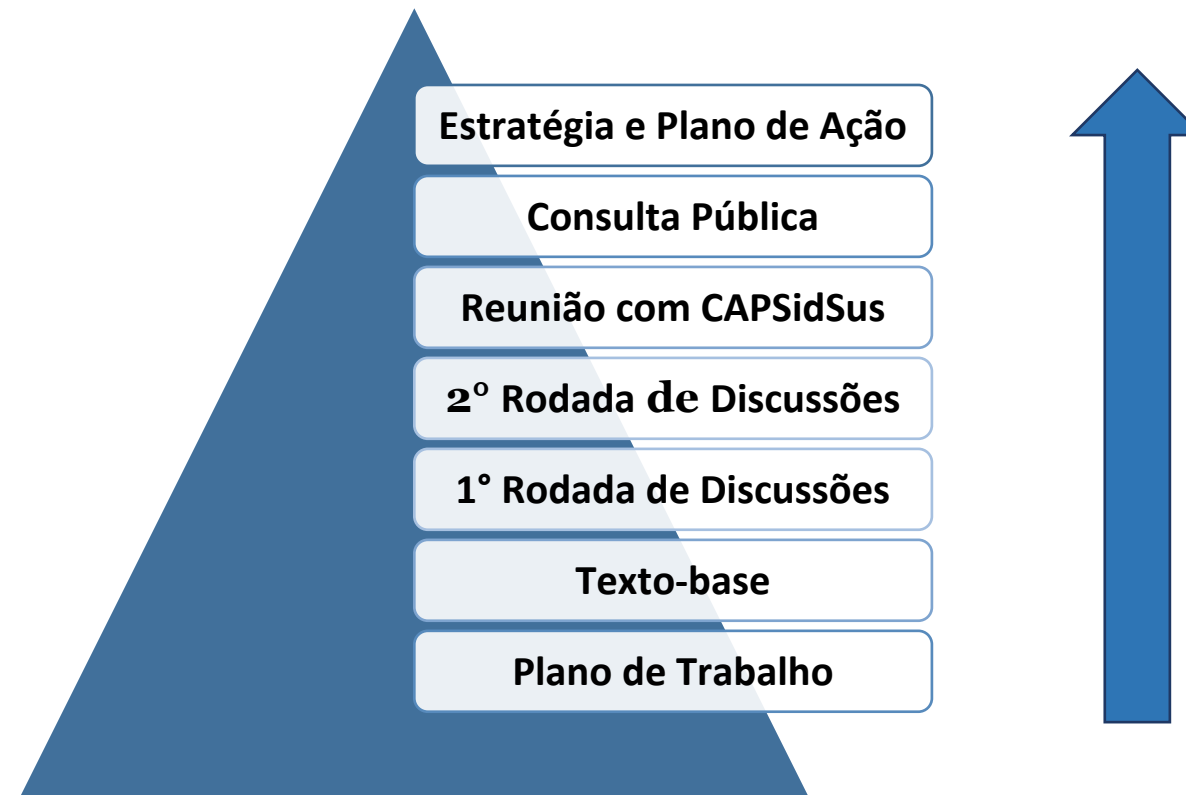 Estratégia e Plano de Ação
Consulta Pública
Reunião com CAPSidSus
2º Rodada de Discussões
1° Rodada de Discussões
Texto-base
Plano de Trabalho